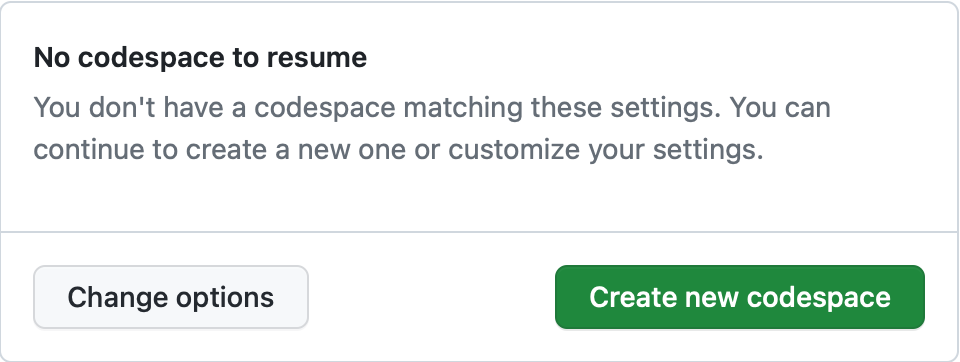 No codespace to resume
You don't have a codespace matching these settings. You can
continue to create a new one or customize your settings.
Change options
Create new codespace